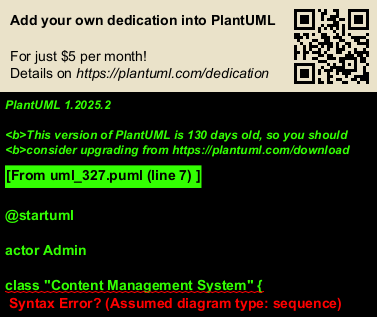 Add your own dedication into PlantUML
For just $5 per month!
Details on https://plantuml.com/dedication
PlantUML 1.2025.2
<b>This version of PlantUML is 130 days old, so you should
<b>consider upgrading from https://plantuml.com/download
[From uml_327.puml (line 7) ]
@startuml
actor Admin
class "Content Management System" {
Syntax Error? (Assumed diagram type: sequence)